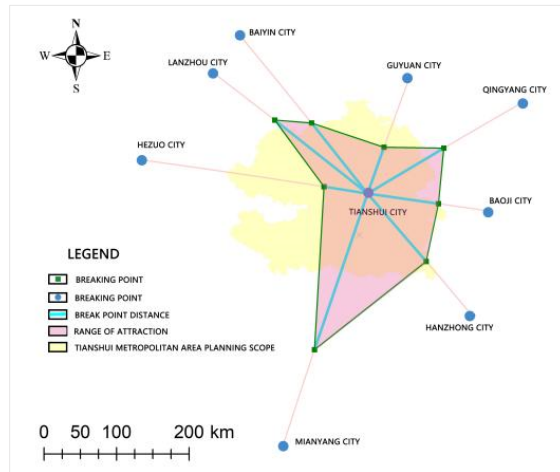 BAIYIN CITY
N
LANZHOU CITY
GUYUAN CITY
W E
QINGYANG CITY
S
HEZUO CITY
BAOJI CITY
TIANSHUI CITY
LEGEND
BREAKING POINT
BREAKING POINT
BREAK POINT DISTANCE
RANGE OF ATTRACTION
TIANSHUI METROPOLITAN AREA PLANNING SCOPE
HANZHONG CITY
MIANYANG CITY
0 50 100 200 km